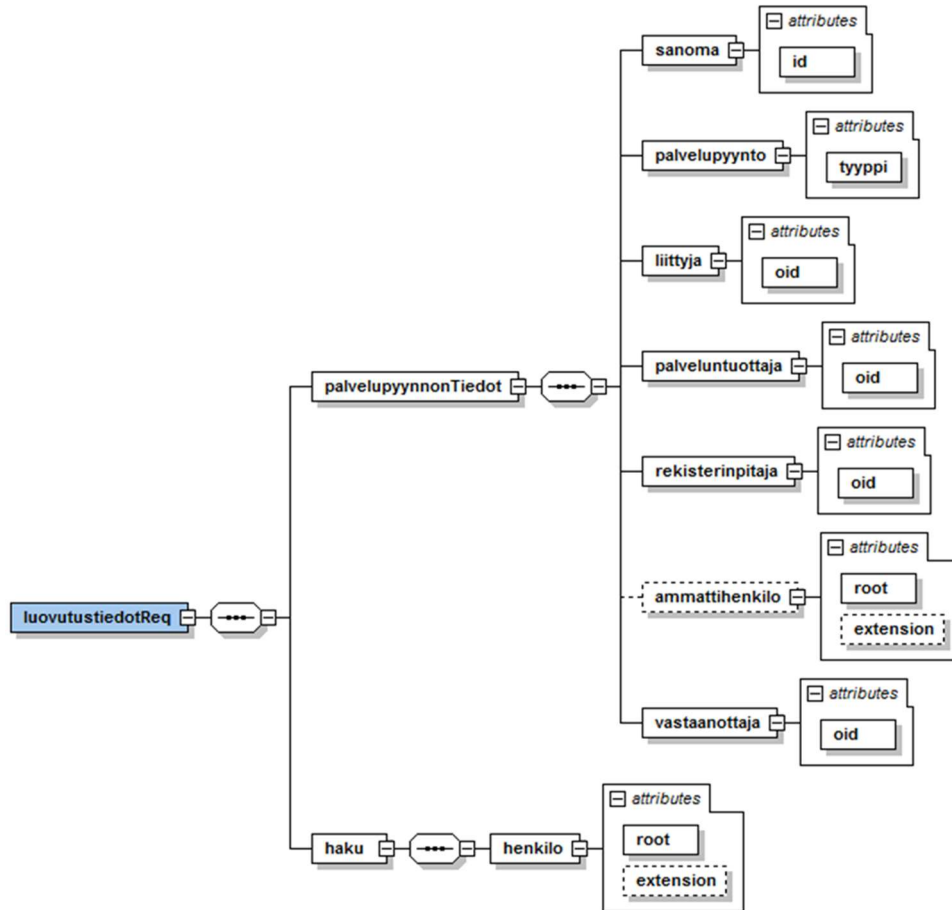 attributes
sanoma
id
attributes
palvelupyynto
tyyppi
attributes
liittyja
oid
attributes
palveluntuottaja
oid
palvelupyynnonTiedot
attributes
rekisterinpitaja
oid
attributes
root
ammattihenkilo
extension
luovutustiedotReq
attributes
vastaanottaja
oid
attributes
haku
henkilo
root
extension